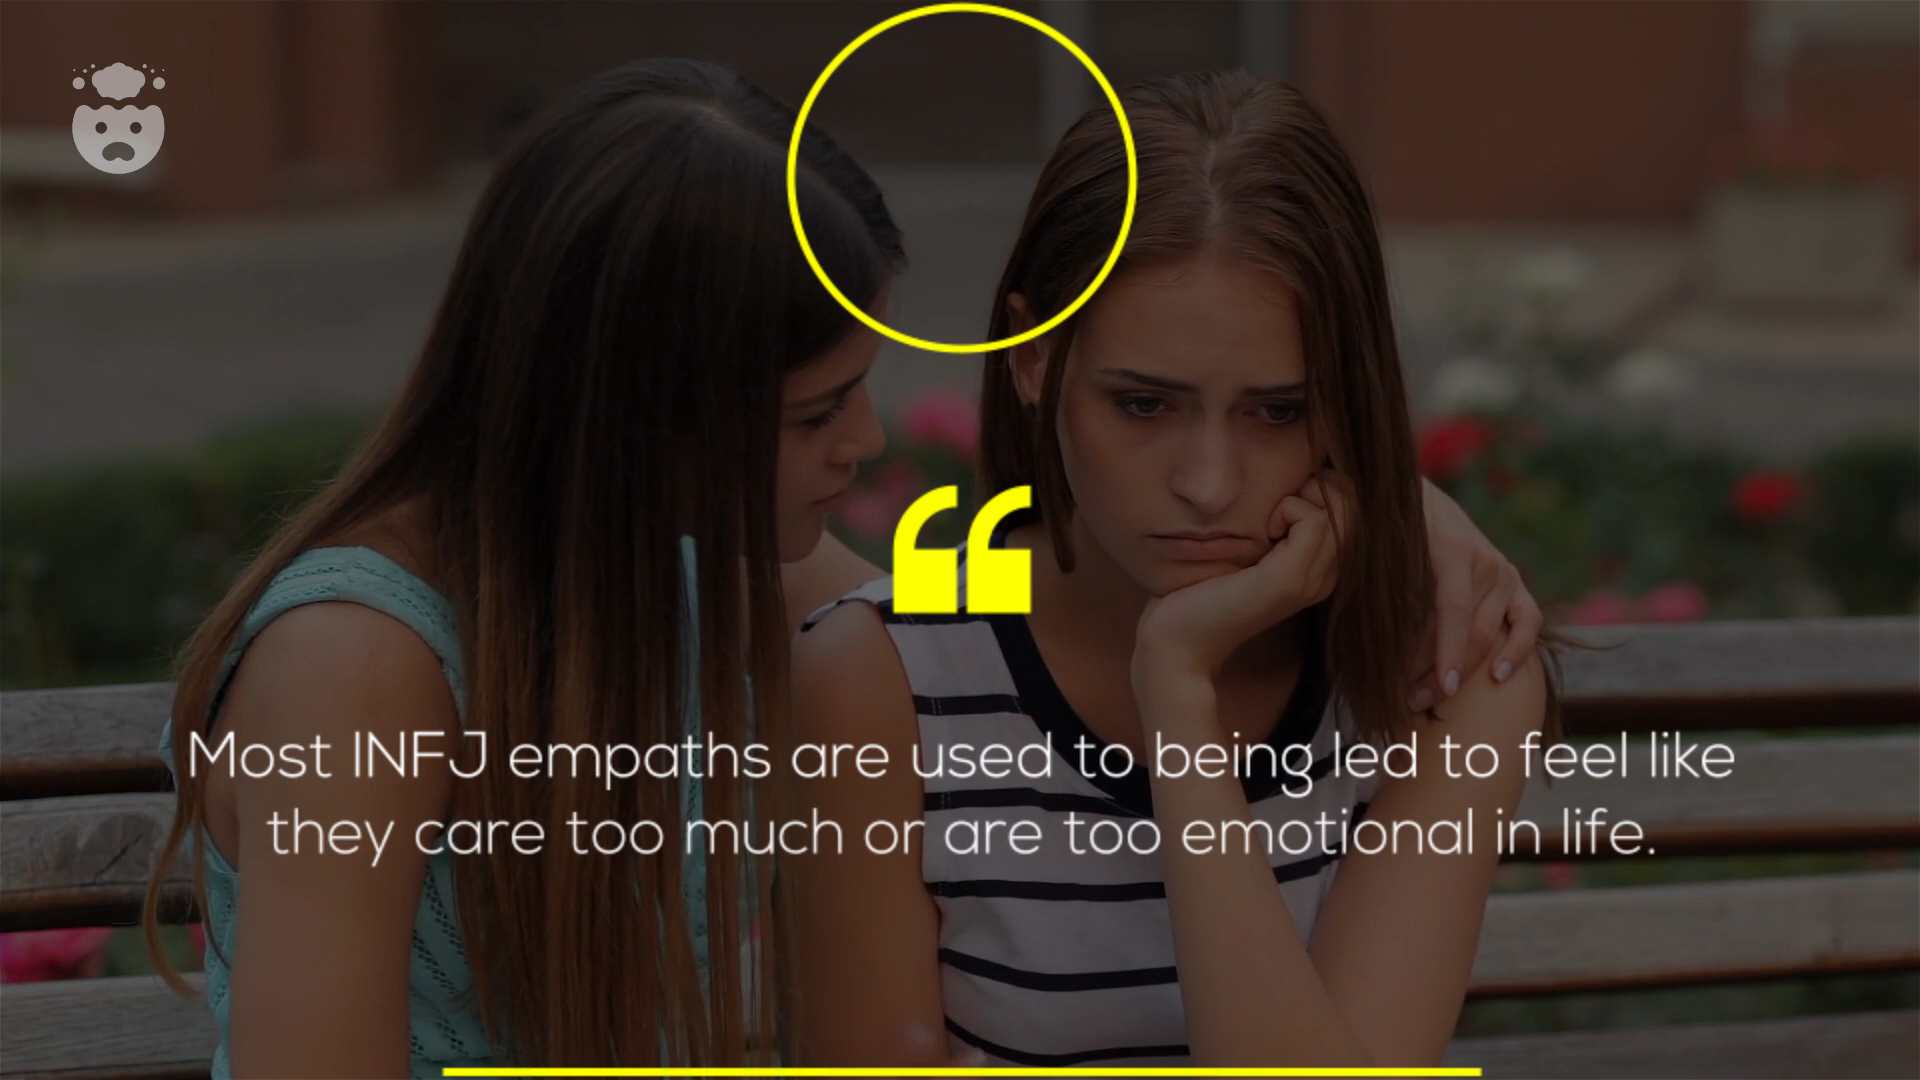 “
Most INFJ empaths are used to being led to feel like
they care too much or are too emotional in life.